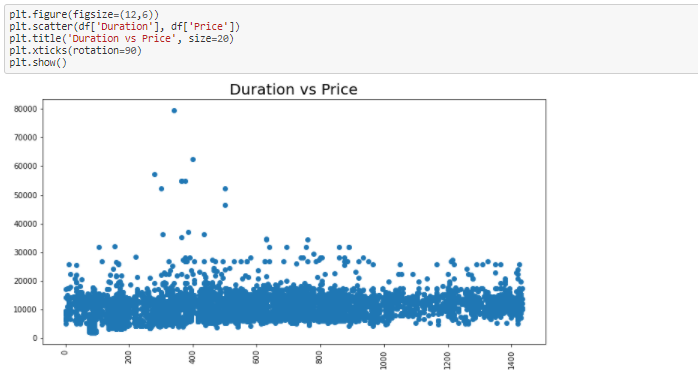 plt.figure(figsize=(12,6))
plt.scatter(df['Duration'], df['Price'])
plt.title('Duration vs Price', size=20)
plt.xticks(rotation=90)
plt.show()
Duration vs Price
80000
70000
60000
50000
40000
30000
20000
10000
0
0 200 400 600 800 1000 1200 1400